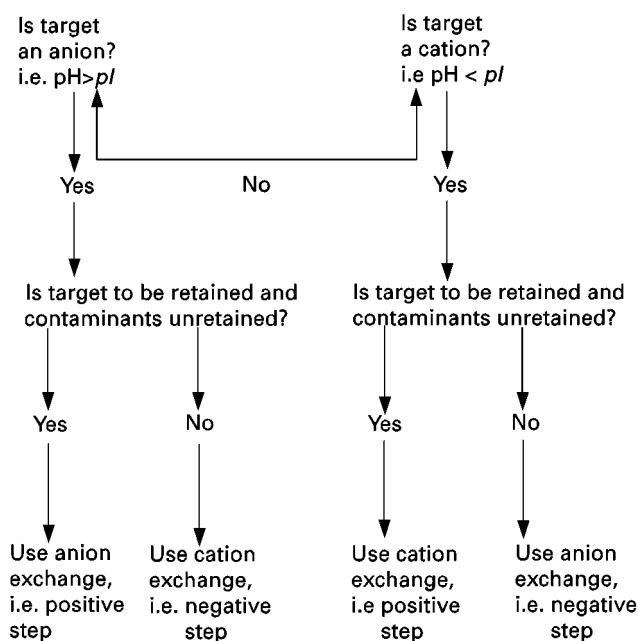 Is target
an anion?
i.e. pH>pI
Is target
a cation?
i.e pH < pI
Yes
No
Yes
Is target to be retained and
contaminants unretained?
Is target to be retained and
contaminants unretained?
Yes
No
Yes
No
Use anion
exchange,
i.e. positive
step
Use cation
exchange,
i.e. negative
step
Use cation
exchange,
i.e positive
step
Use anion
exchange,
i.e. negative
step